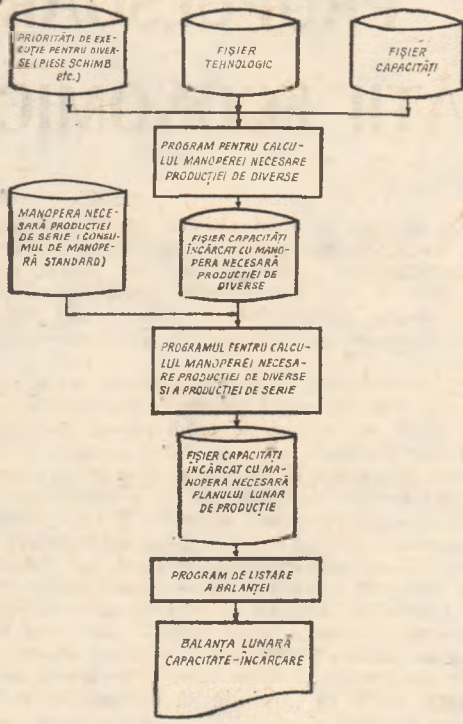 PRIORITĂȚI DE EXE-
CUȚIE PENTRU DIVER-
SE (PIESE SCHIMB
etc.)
FIȘIER
TEHNOLOGIC
FIȘIER
CAPACITĂȚI
PROGRAM PENTRU CALCU-
LUL MANOPEREI NECESARE
PRODUCȚIEI DE DIVERSE
MANOPERA NECE-
SARĂ PRODUCȚIEI
DE SERIE (CONSU-
MUL DE MANOPE-
RĂ STANDARD)
FIȘIER CAPACITĂȚI
ÎNCĂRCAT CU MANO-
PERA NECESARĂ
PRODUCȚIEI DE
DIVERSE
PROGRAMUL PENTRU CALCU-
LUL MANOPEREI NECESA-
RE PRODUCȚIEI DE DIVERSE
SI A PRODUCȚIEI DE SERIE
FIȘIER CAPACITĂȚI
ÎNCĂRCAT CU MA-
NOPERA NECESARĂ
PLANULUI LUNAR
DE PRODUCȚIE
PROGRAM DE LISTARE
A BALANȚEI
BALANȚA LUNARĂ
CAPACITATE-ÎNCĂRCARE